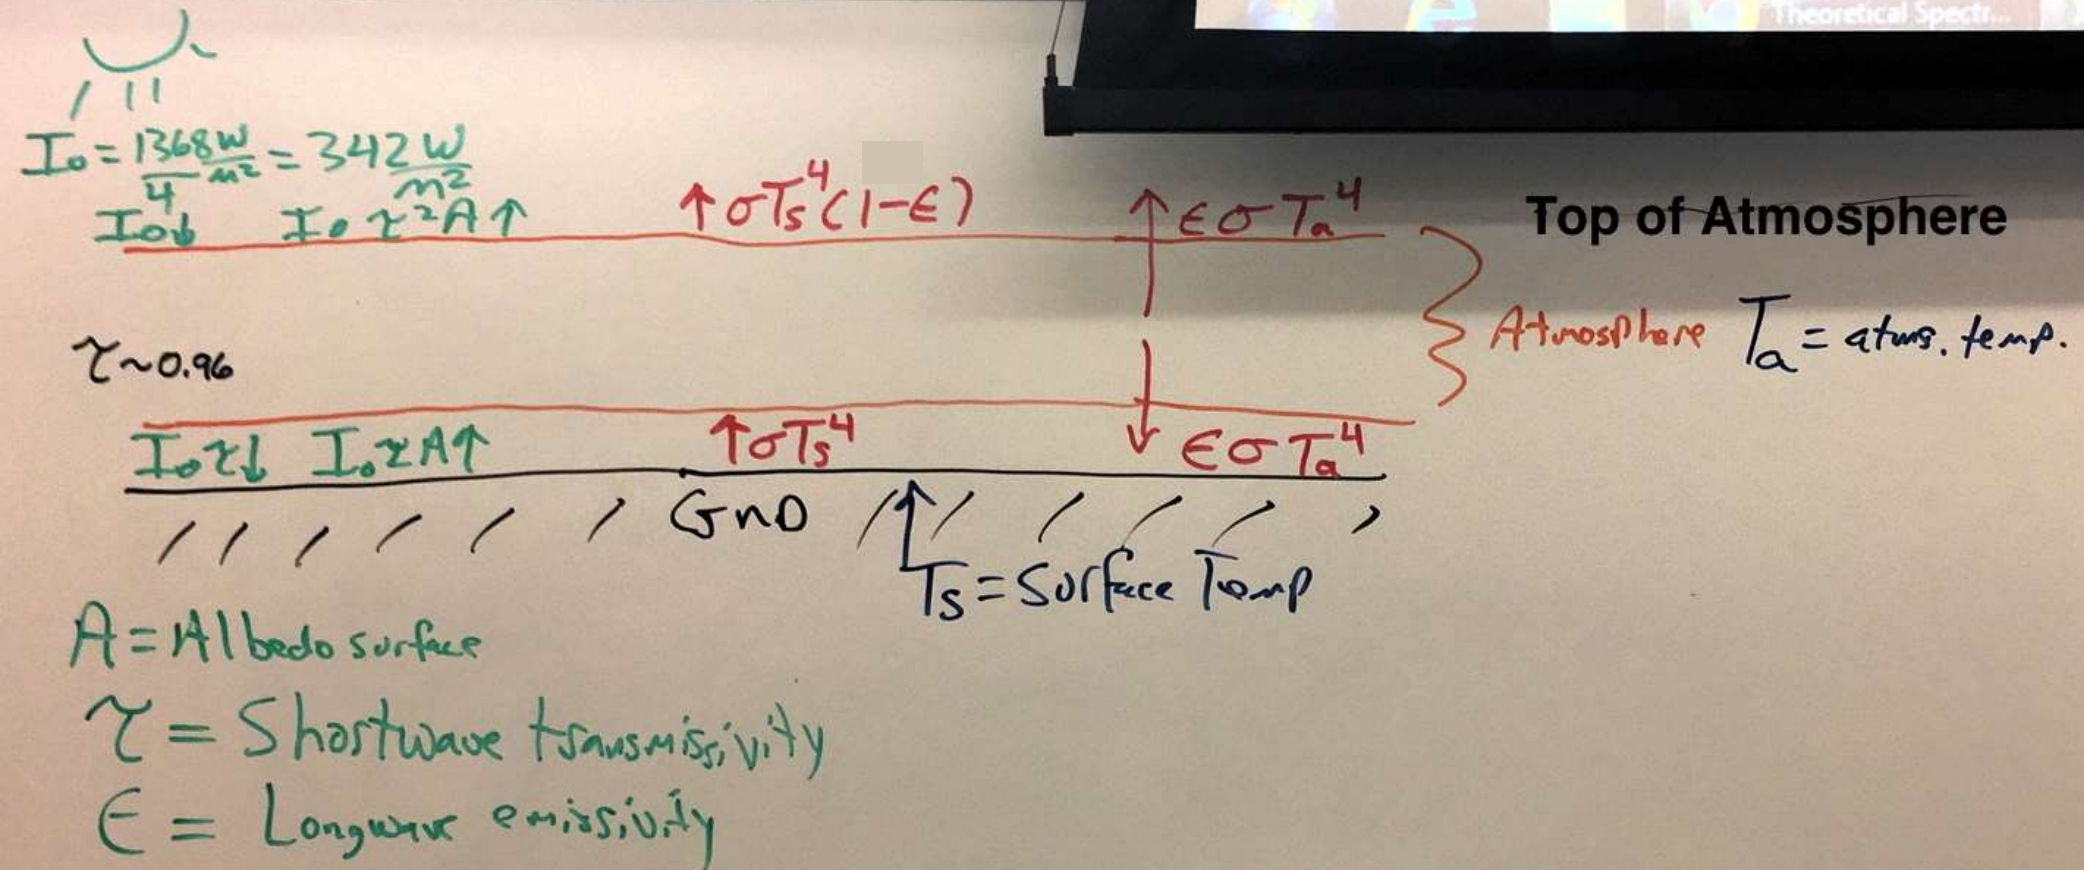 Theoretical Spectr...
I₀ = 1368 W/m² / 4 = 342 W/m²
I₀↓ I₀τ²A↑ ↑σTₛ⁴(1-ϵ) ↑ϵσTₐ⁴ Top of Atmosphere
τ~0.96 Atmosphere Tₐ = atms. temp.
I₀τ↓ I₀τA↑ ↑σTₛ⁴ ↓ϵσTₐ⁴
GND
Tₛ = Surface Temp
A = Albedo surface
τ = Shortwave transmissivity
ϵ = Longwave emissivity